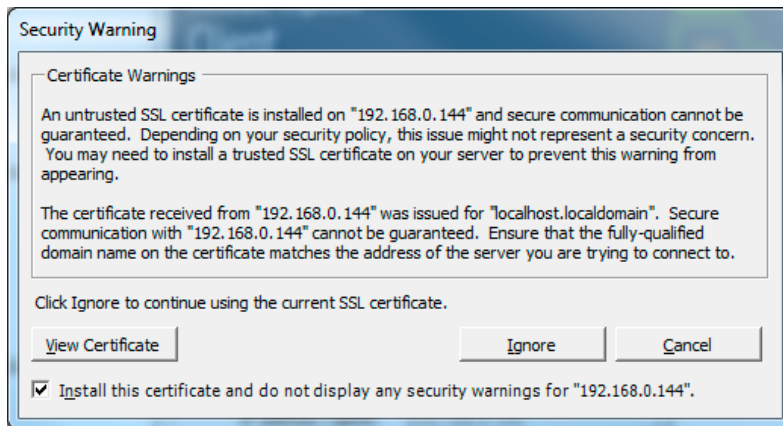 Client
Security Warning
Certificate Warnings
An untrusted SSL certificate is installed on "192.168.0.144" and secure communication cannot be
guaranteed.  Depending on your security policy, this issue might not represent a security concern.
You may need to install a trusted SSL certificate on your server to prevent this warning from
appearing.
The certificate received from "192.168.0.144" was issued for "localhost.localdomain".  Secure
communication with "192.168.0.144" cannot be guaranteed.  Ensure that the fully-qualified
domain name on the certificate matches the address of the server you are trying to connect to.
Click Ignore to continue using the current SSL certificate.
View Certificate
Ignore
Cancel
Install this certificate and do not display any security warnings for "192.168.0.144".